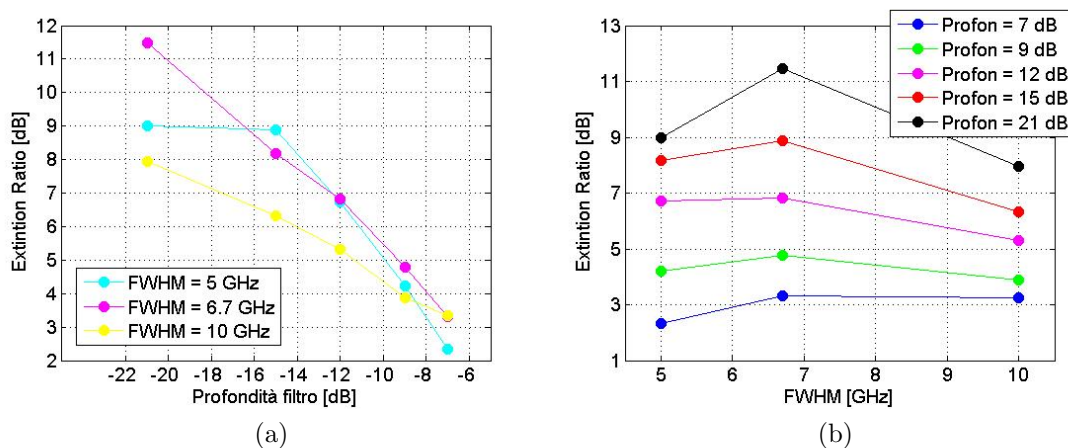 12
11
10
9
8
7
6
5
4
3
2
Extintion Ratio [dB]
FWHM = 5 GHz
FWHM = 6.7 GHz
FWHM = 10 GHz
-22 -20 -18 -16 -14 -12 -10 -8 -6
Profondità filtro [dB]
(a)
Profon = 7 dB
Profon = 9 dB
Profon = 12 dB
Profon = 15 dB
Profon = 21 dB
13
11
9
7
5
3
1
Extintion Ratio [dB]
5 6 7 8 9 10
FWHM [GHz]
(b)